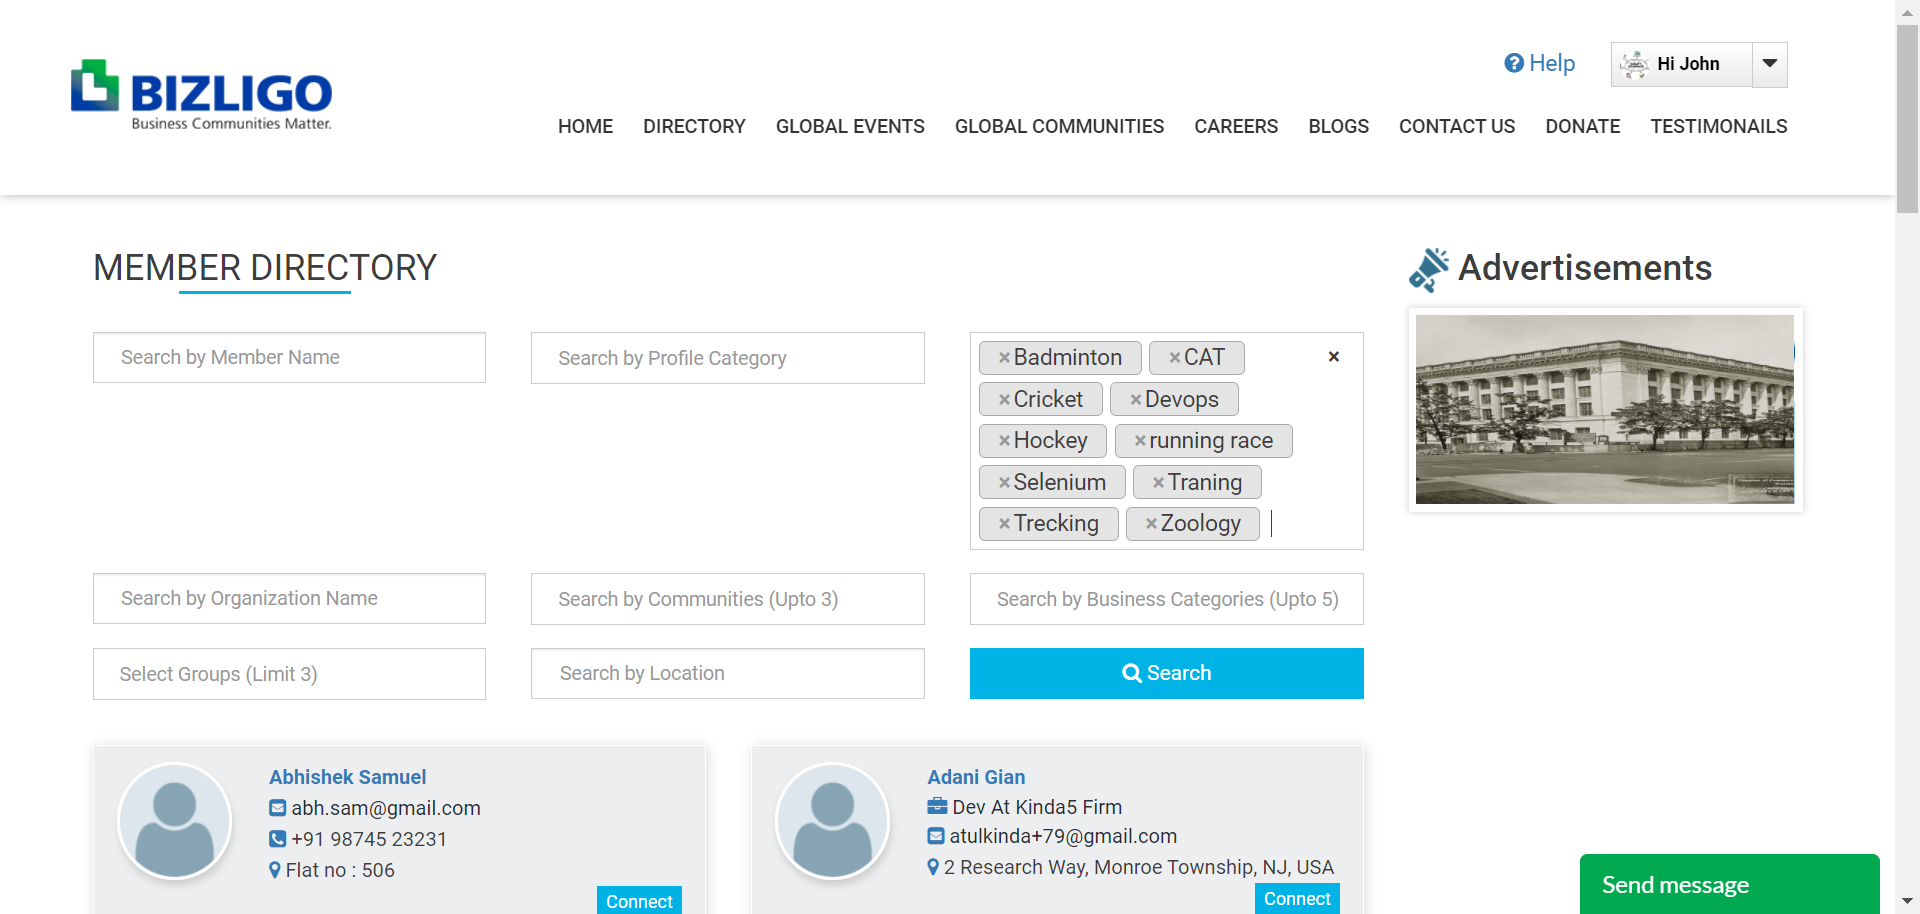 BIZLIGO
Business Communities Matter.
Help
Hi John
HOME DIRECTORY GLOBAL EVENTS GLOBAL COMMUNITIES CAREERS BLOGS CONTACT US DONATE TESTIMONAILS
MEMBER DIRECTORY
Search by Member Name
Search by Profile Category
×Badminton ×CAT ×
×Cricket ×Devops
×Hockey ×running race
×Selenium ×Traning
×Trecking ×Zoology
Search by Organization Name
Search by Communities (Upto 3)
Search by Business Categories (Upto 5)
Select Groups (Limit 3)
Search by Location
Search
Abhishek Samuel
abh.sam@gmail.com
+91 98745 23231
Flat no : 506
Connect
Adani Gian
Dev At Kinda5 Firm
atulkinda+79@gmail.com
2 Research Way, Monroe Township, NJ, USA
Connect
Advertisements
Send message